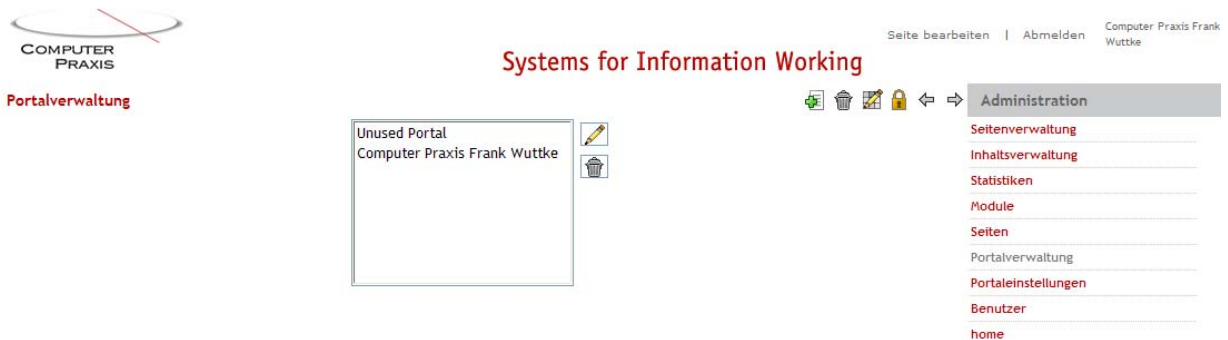 COMPUTER
PRAXIS
Seite bearbeiten | Abmelden
Computer Praxis Frank
Wuttke
Systems for Information Working
Portalverwaltung
Unused Portal
Computer Praxis Frank Wuttke
Administration
Seitenverwaltung
Inhaltsverwaltung
Statistiken
Module
Seiten
Portalverwaltung
Portaleinstellungen
Benutzer
home